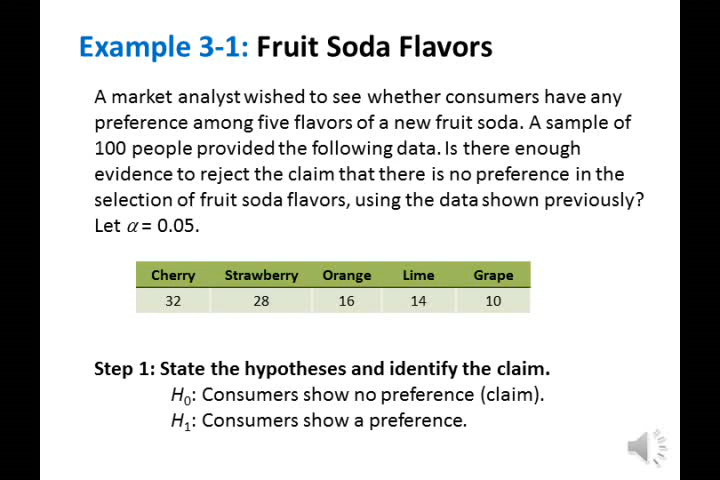 Example 3-1: Fruit Soda Flavors
A market analyst wished to see whether consumers have any
preference among five flavors of a new fruit soda. A sample of
100 people provided the following data. Is there enough
evidence to reject the claim that there is no preference in the
selection of fruit soda flavors, using the data shown previously?
Let α = 0.05.
Cherry Strawberry Orange Lime Grape
32 28 16 14 10
Step 1: State the hypotheses and identify the claim.
H₀: Consumers show no preference (claim).
H₁: Consumers show a preference.